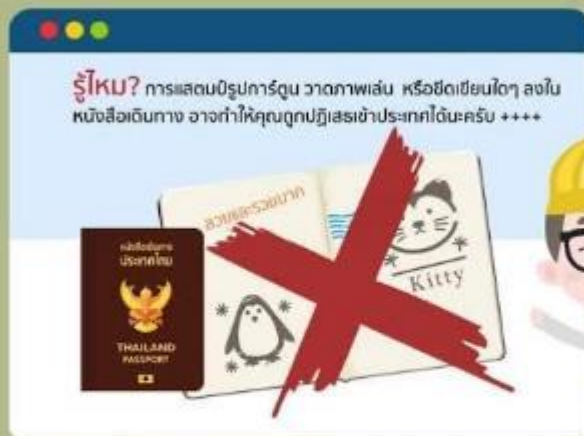 รู้ไหม? การแสตมป์รูปการ์ตูน วาดภาพเล่น หรือขีดเขียนใดๆ ลงใน
หนังสือเดินทาง อาจทำให้คุณถูกปฏิเสธเข้าประเทศได้นะครับ ++++
สวยและรวยมาก
Kitty
หนังสือเดินทาง
ประเทศไทย
THAILAND
PASSPORT